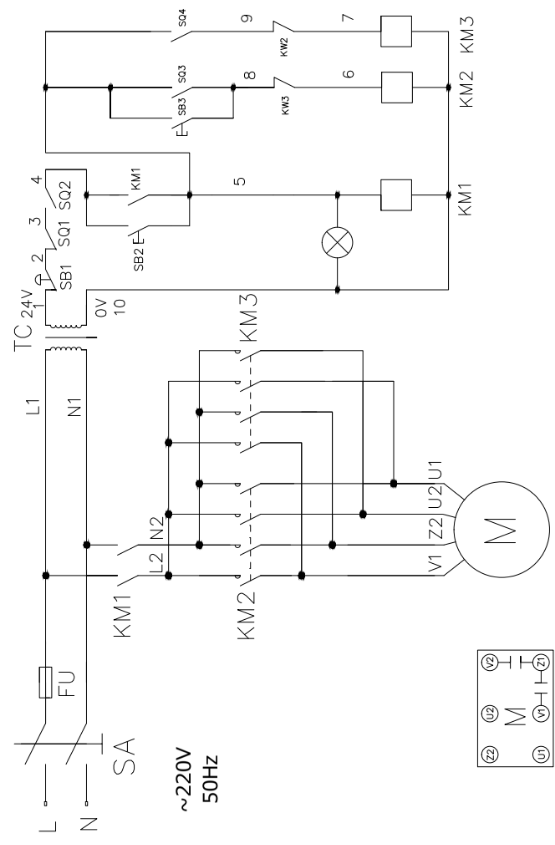 L
N
SA
~220V
50Hz
FU
L1
N1
TC
24V
0V
1
10
2
3
4
SB1
SQ1
SQ2
KM1
SB2
5
KM1
SQ3
SB3
8
KW3
6
KM2
SQ4
9
KW2
7
KM3
KM1
L2
N2
KM2
KM3
V1
Z2
U2
U1
M
Z2
U2
V2
M
U1
V1
Z1